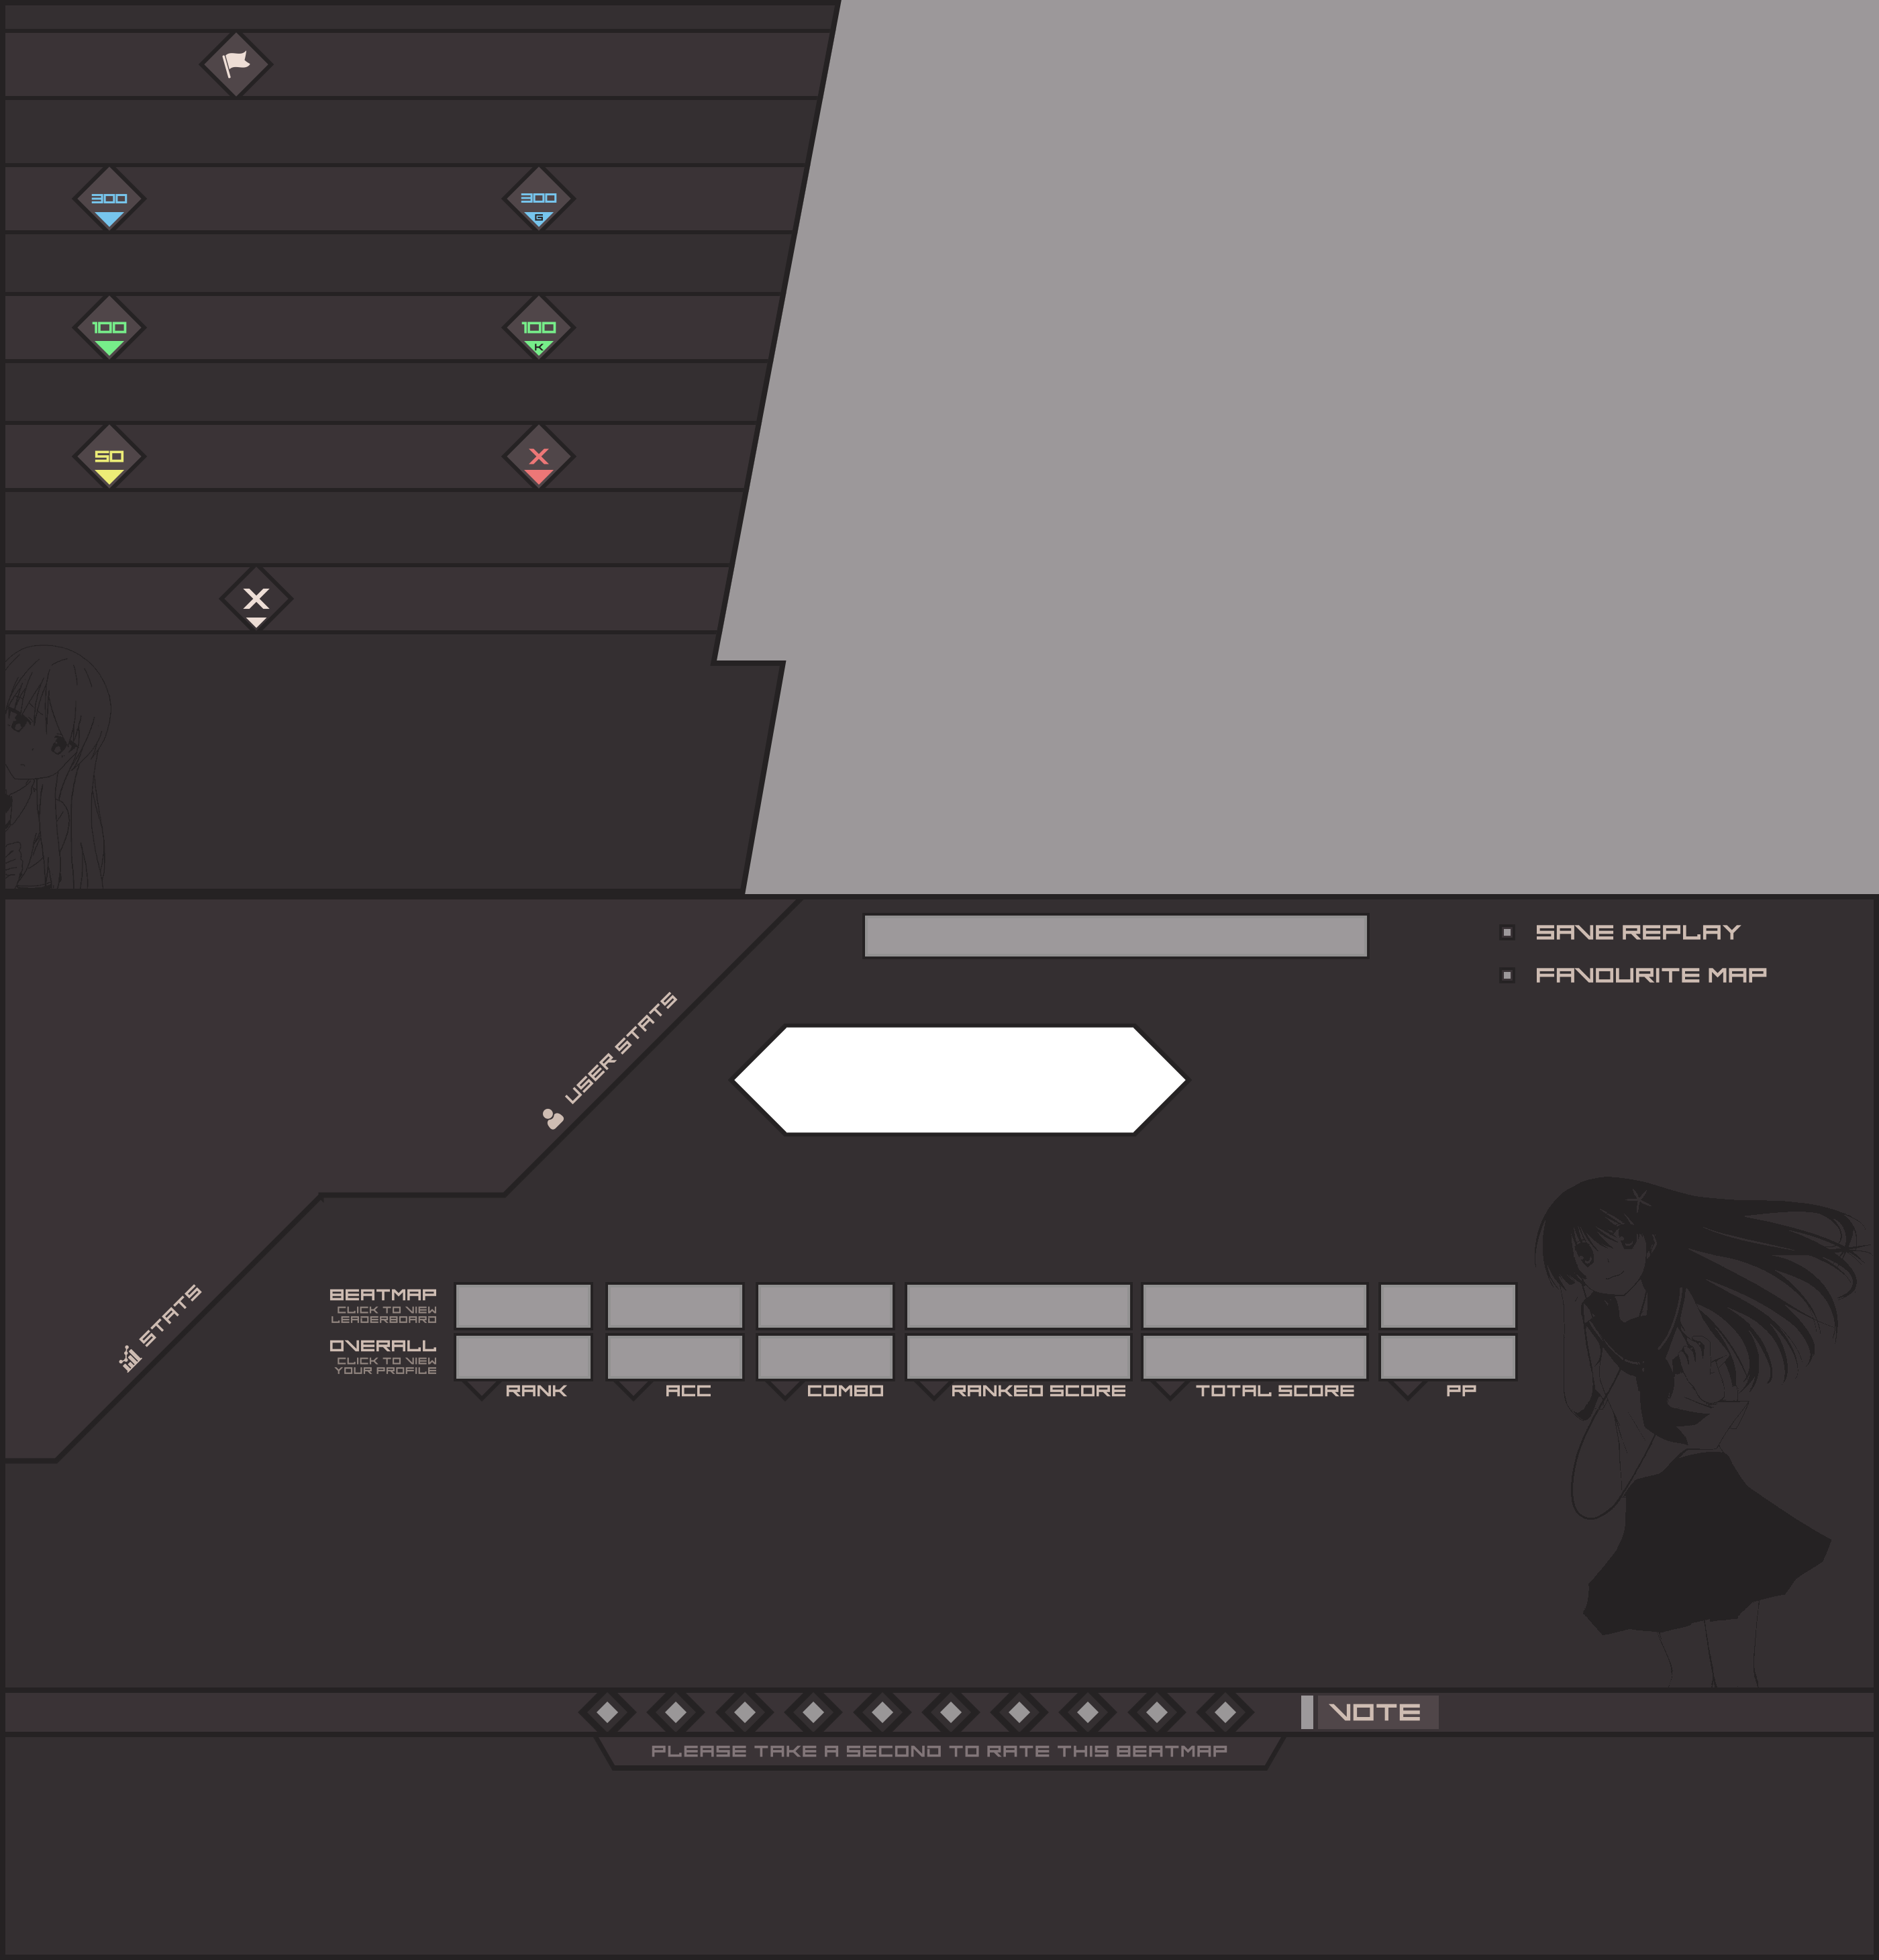 300
300
G
100
100
K
50
X
X
SAVE REPLAY
FAVOURITE MAP
USER STATS
STATS
BEATMAP
CLICK TO VIEW
LEADERBOARD
OVERALL
CLICK TO VIEW
YOUR PROFILE
RANK ACC COMBO RANKED SCORE TOTAL SCORE PP
VOTE
PLEASE TAKE A SECOND TO RATE THIS BEATMAP